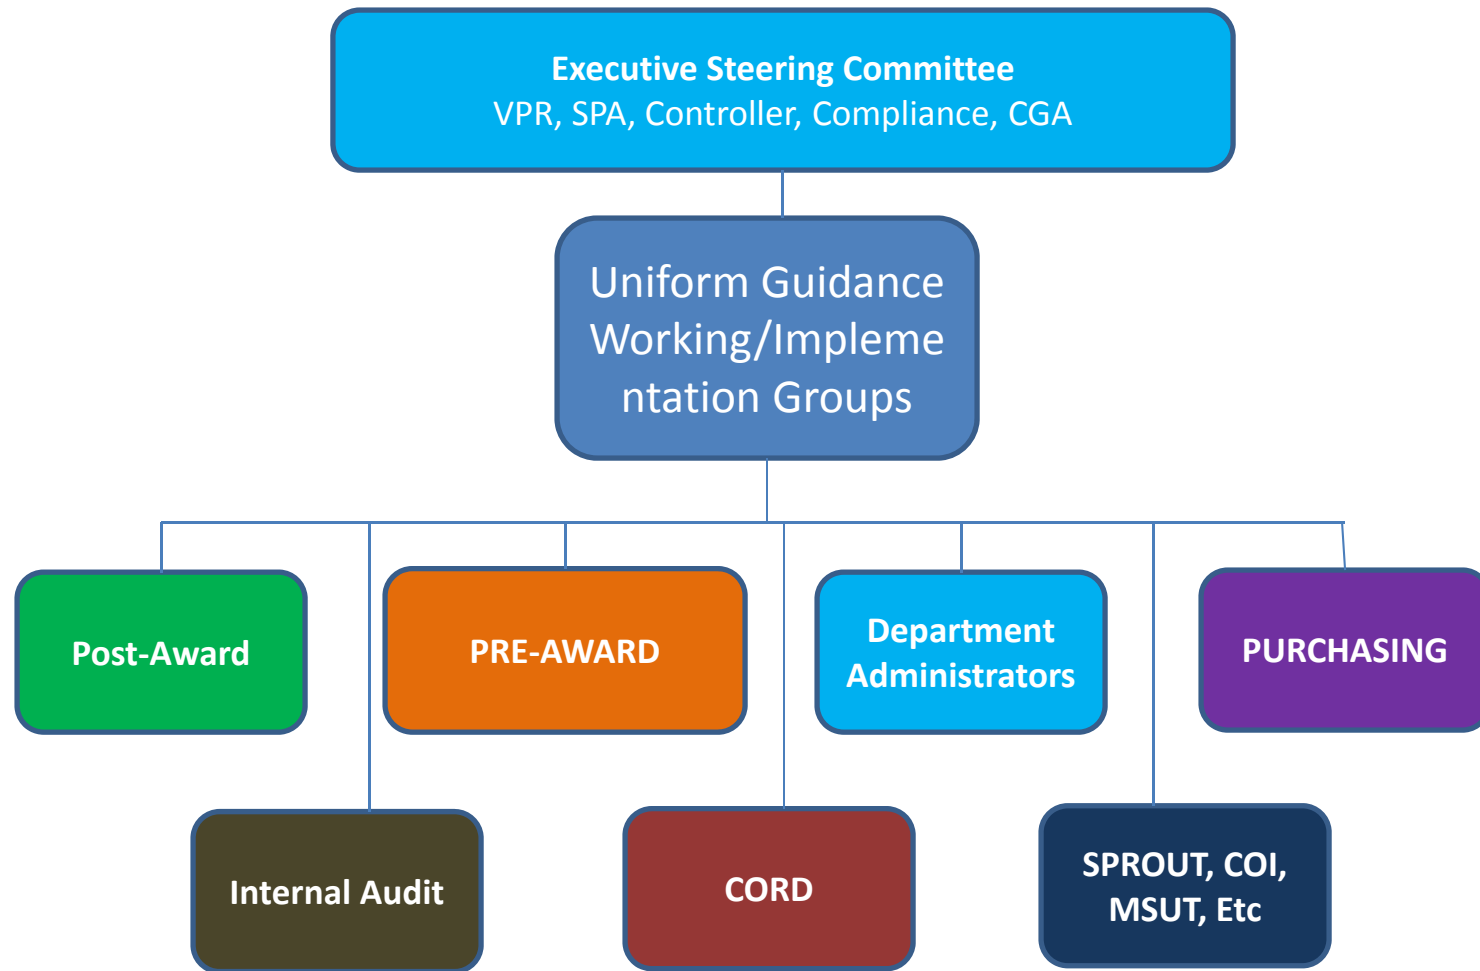 Executive Steering Committee
VPR, SPA, Controller, Compliance, CGA
Uniform Guidance
Working/Impleme
ntation Groups
Post-Award
PRE-AWARD
Department
Administrators
PURCHASING
Internal Audit
CORD
SPROUT, COI,
MSUT, Etc